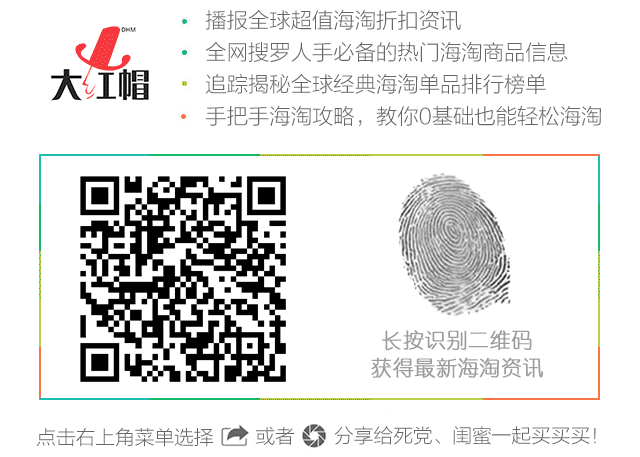 DHM
大红帽
播报全球超值海淘折扣资讯
全网搜罗人手必备的热门海淘商品信息
追踪揭秘全球经典海淘单品排行榜单
手把手海淘攻略，教你0基础也能轻松海淘
长按识别二维码
获得最新海淘资讯
点击右上角菜单选择 或者 分享给死党、闺蜜一起买买买！